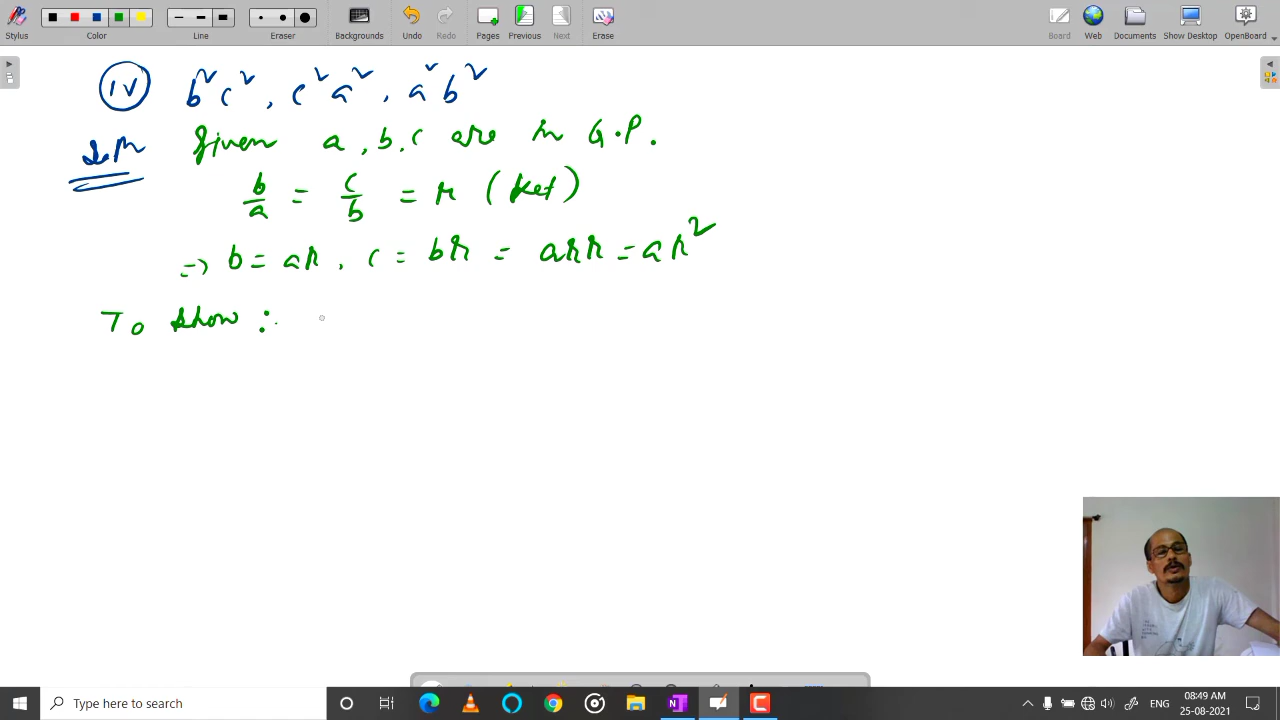 Stylus Color Line Eraser Backgrounds Undo Redo Pages Previous Next Erase Board Web Documents Show Desktop OpenBoard
(IV) b²c², c²a², a²b²
Soln Given a, b, c are in G.P.
b/a = c/b = r (let)
=> b = ar, c = br = arr = ar²
To show :
Type here to search
ENG
08:49 AM
25-08-2021